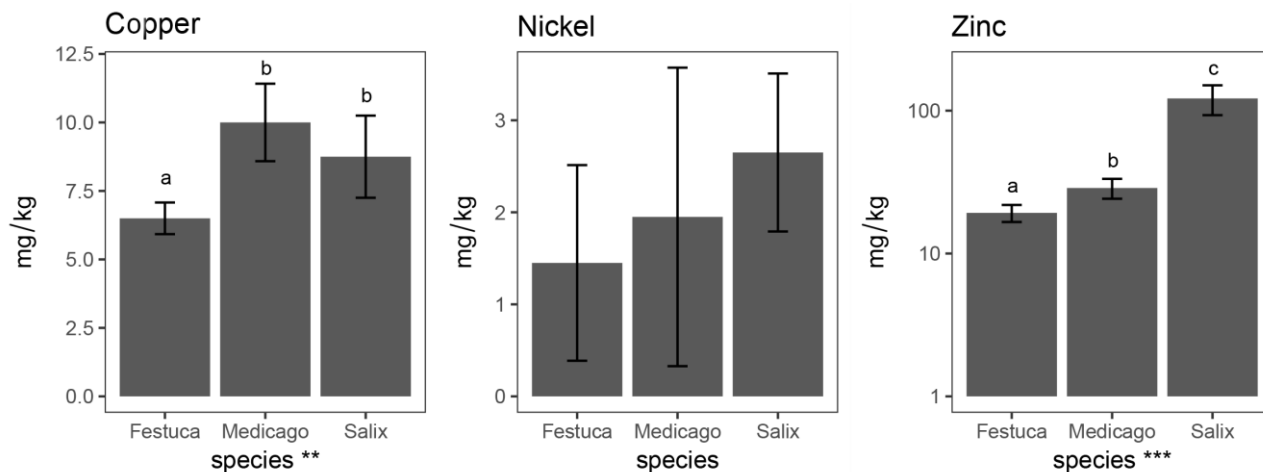 Copper
mg/kg
12.5
10.0
7.5
5.0
2.5
0.0
a
b
b
Festuca Medicago Salix
species **
Nickel
mg/kg
3
2
1
0
Festuca Medicago Salix
species
Zinc
mg/kg
100
10
1
a
b
c
Festuca Medicago Salix
species ***